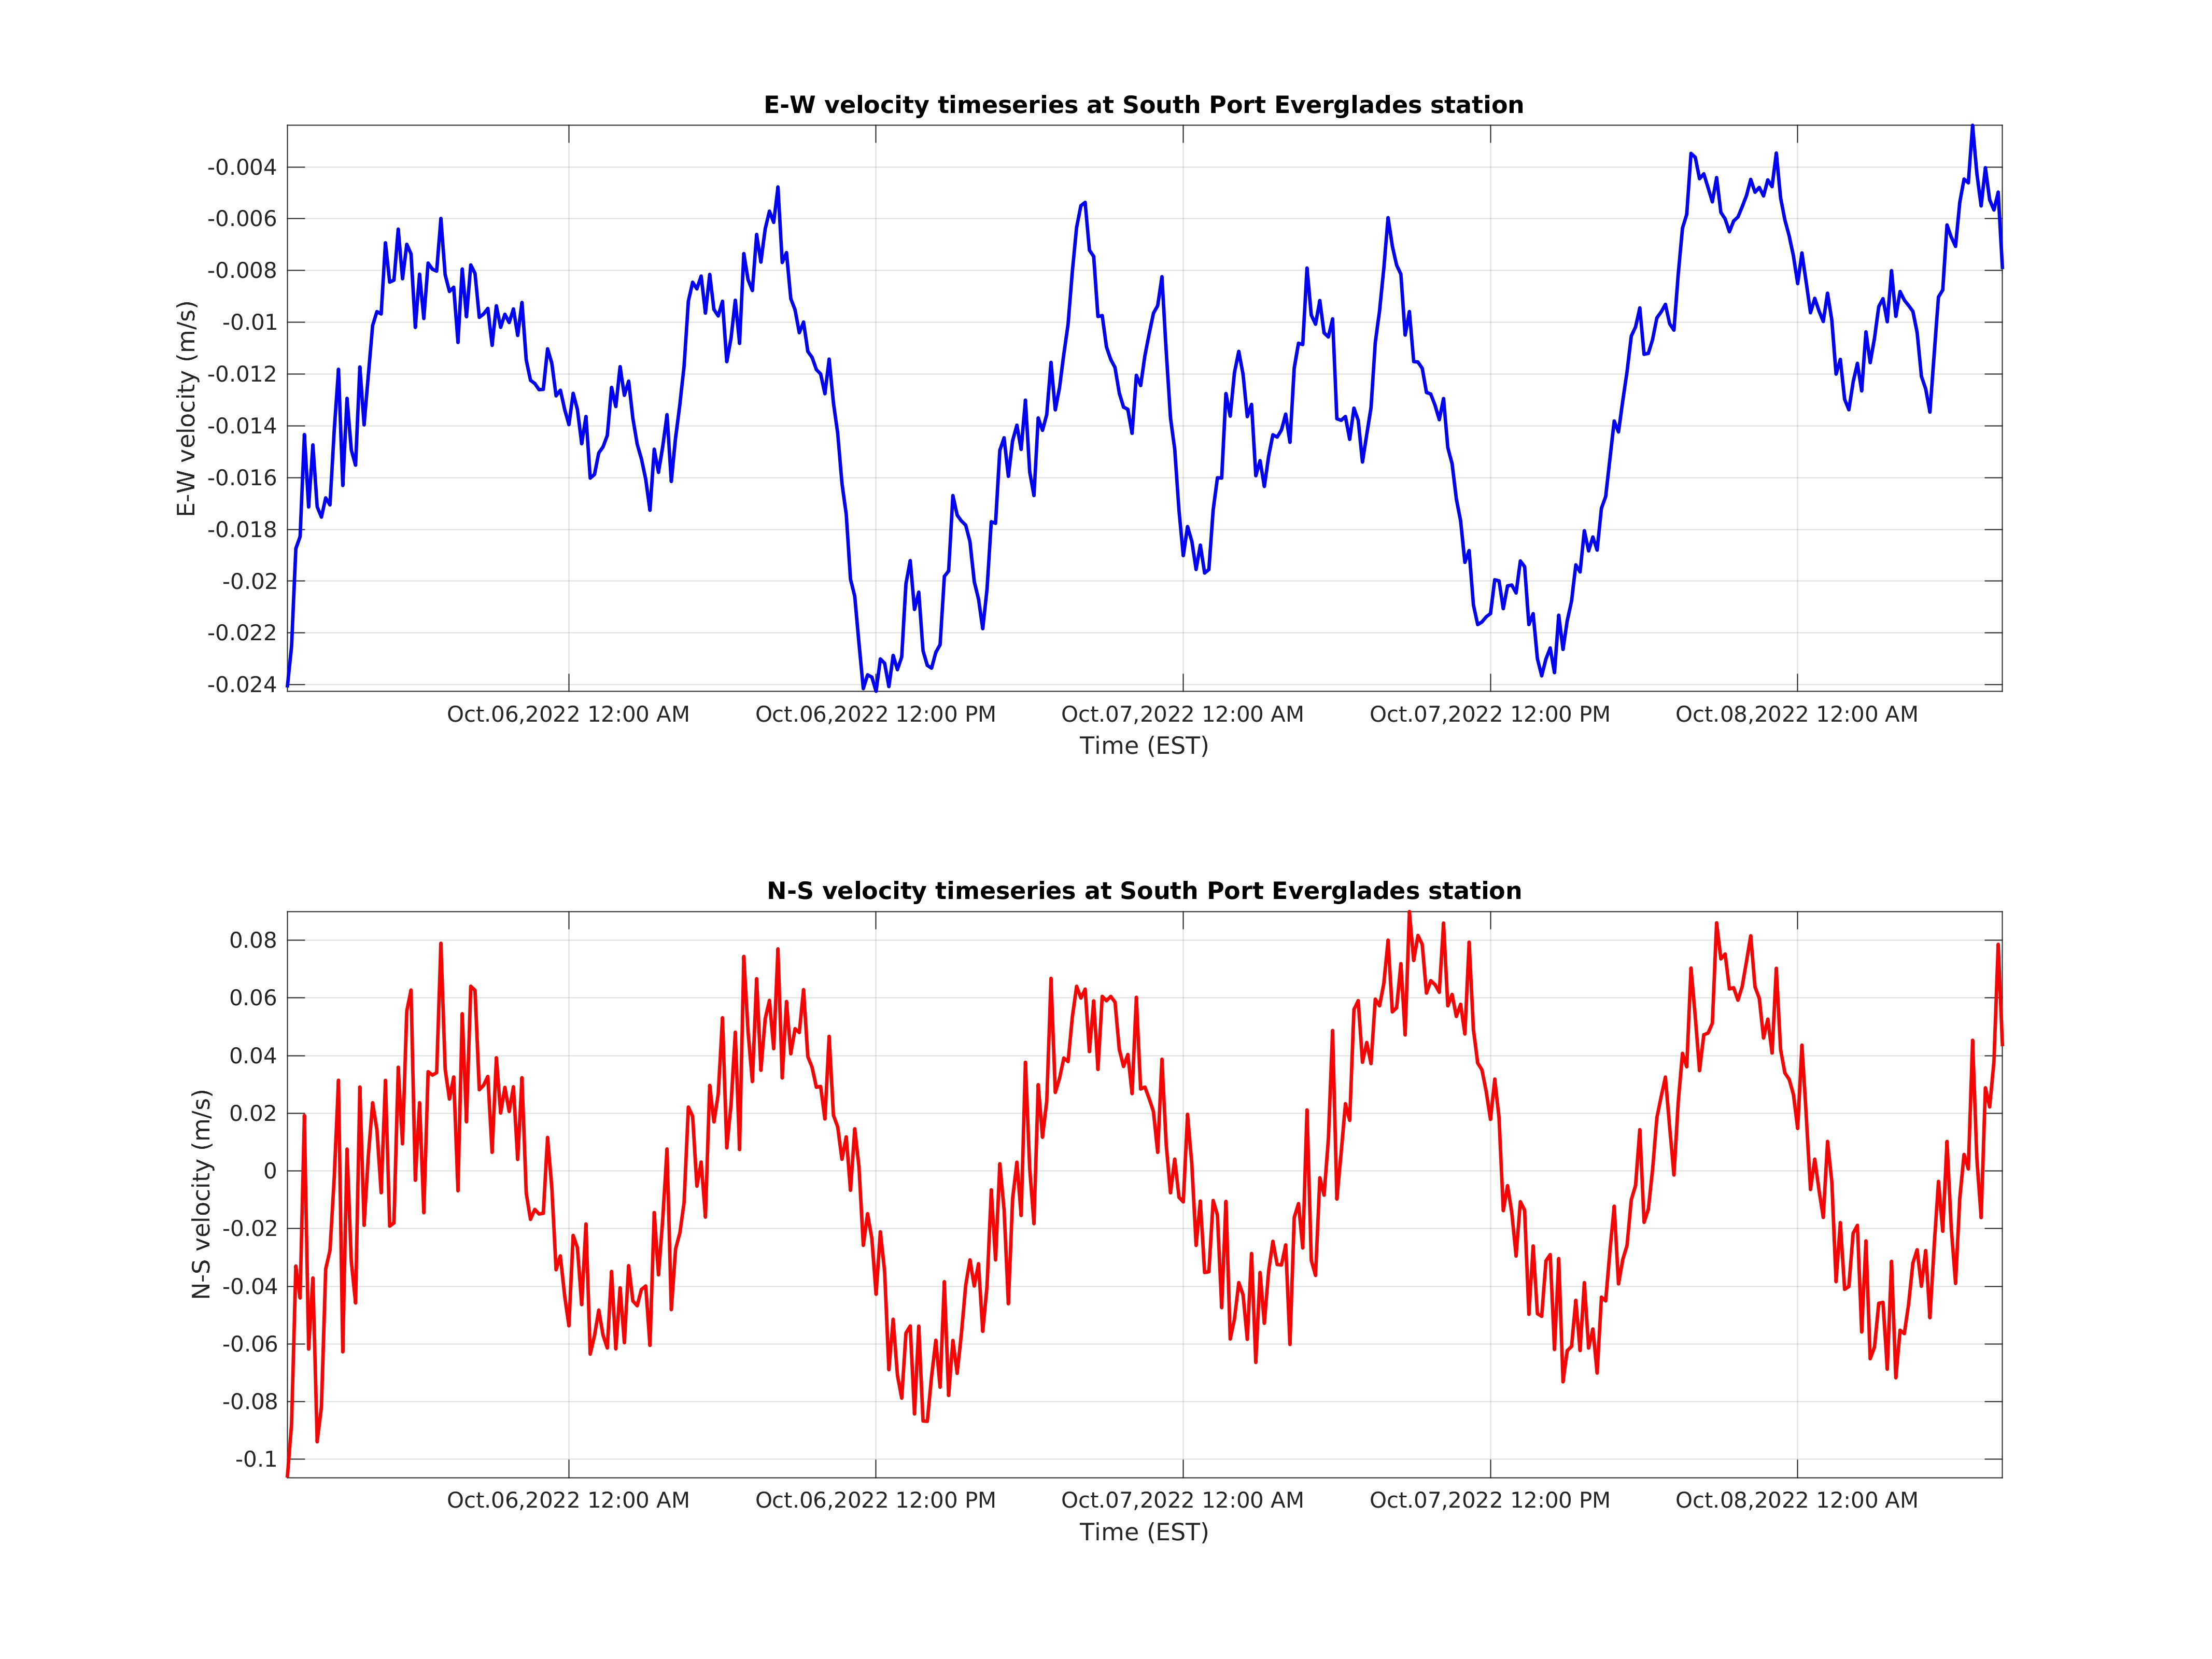 E-W velocity timeseries at South Port Everglades station
-0.004
-0.006
-0.008
-0.01
-0.012
-0.014
-0.016
-0.018
-0.02
-0.022
-0.024
E-W velocity (m/s)
Oct.06,2022 12:00 AM
Oct.06,2022 12:00 PM
Oct.07,2022 12:00 AM
Oct.07,2022 12:00 PM
Oct.08,2022 12:00 AM
Time (EST)
N-S velocity timeseries at South Port Everglades station
0.08
0.06
0.04
0.02
0
-0.02
-0.04
-0.06
-0.08
-0.1
N-S velocity (m/s)
Oct.06,2022 12:00 AM
Oct.06,2022 12:00 PM
Oct.07,2022 12:00 AM
Oct.07,2022 12:00 PM
Oct.08,2022 12:00 AM
Time (EST)